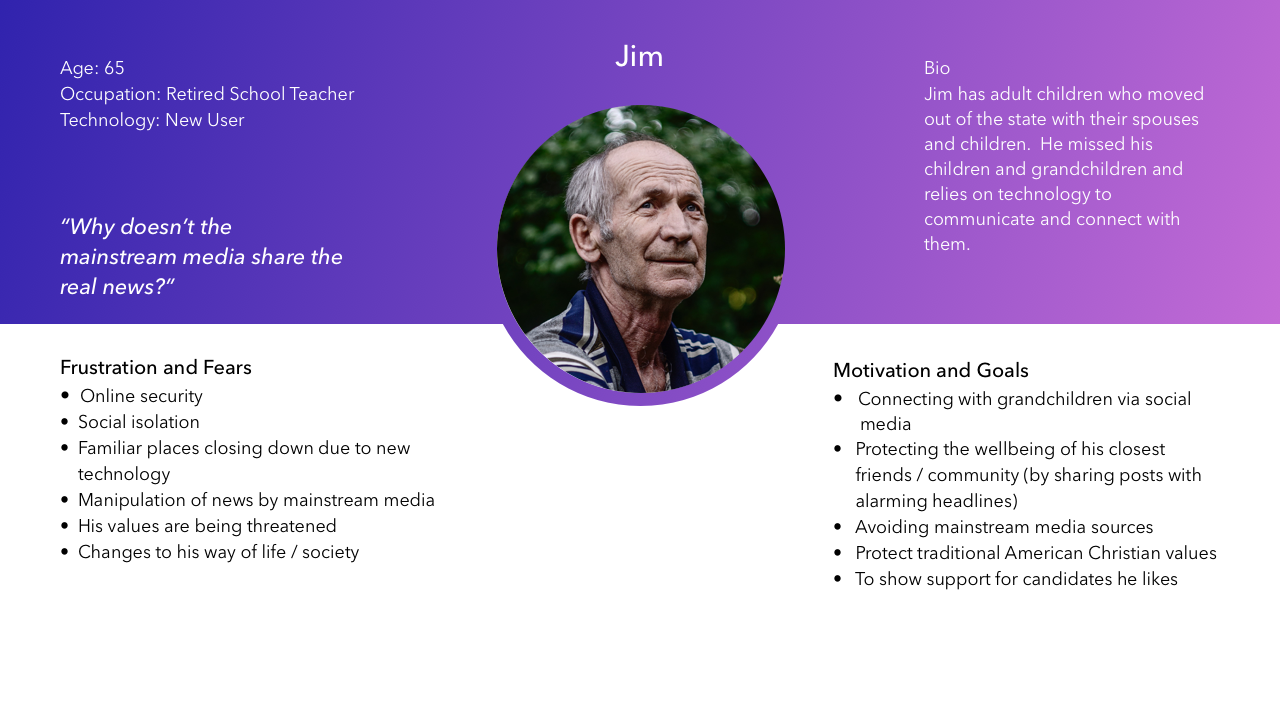 Jim
Age: 65
Occupation: Retired School Teacher
Technology: New User
“Why doesn’t the
mainstream media share the
real news?”
Bio
Jim has adult children who moved
out of the state with their spouses
and children.  He missed his
children and grandchildren and
relies on technology to
communicate and connect with
them.
Frustration and Fears
• Online security
• Social isolation
• Familiar places closing down due to new
technology
• Manipulation of news by mainstream media
• His values are being threatened
• Changes to his way of life / society
Motivation and Goals
• Connecting with grandchildren via social
media
• Protecting the wellbeing of his closest
friends / community (by sharing posts with
alarming headlines)
• Avoiding mainstream media sources
• Protect traditional American Christian values
• To show support for candidates he likes